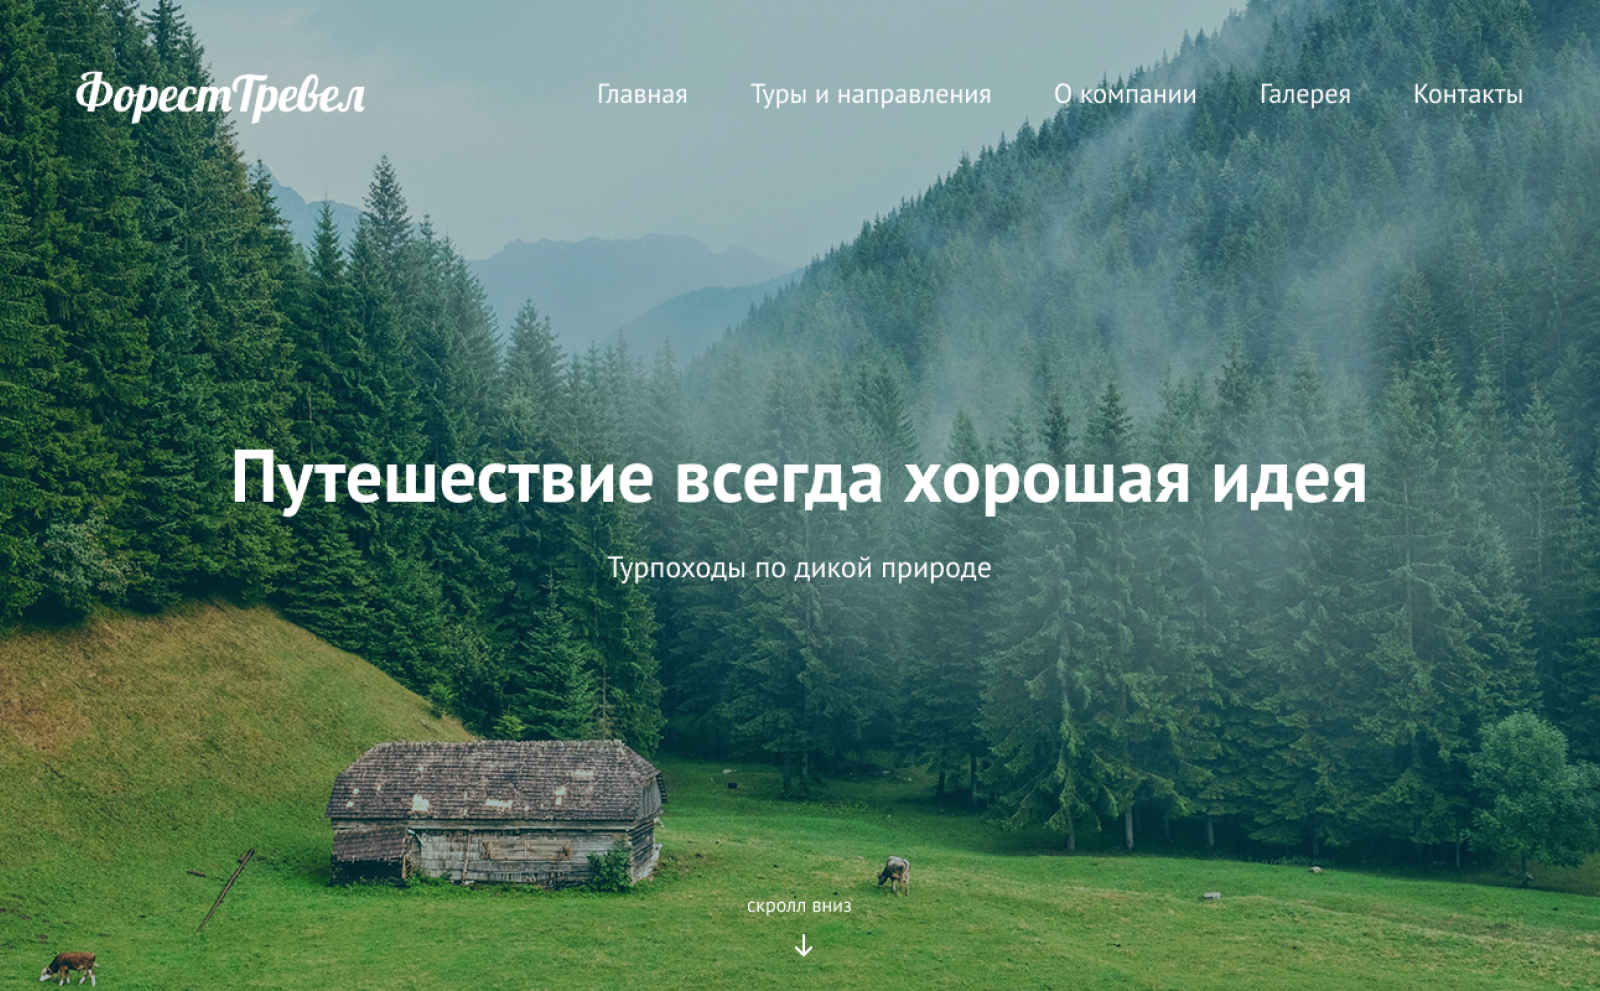 ФорестТревел
Главная Туры и направления О компании Галерея Контакты
Путешествие всегда хорошая идея
Турпоходы по дикой природе
скролл вниз